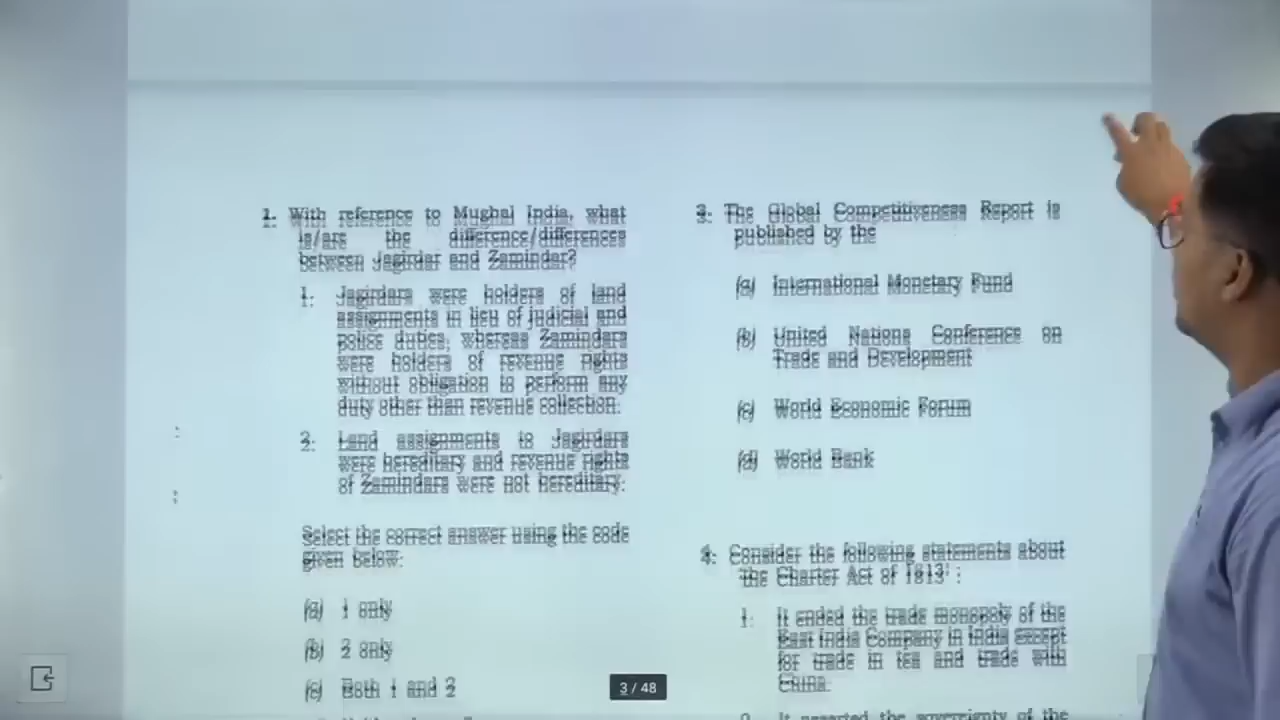 1. With reference to Mughal India, what
is/are the difference/differences
between Jagirdar and Zamindar?
1. Jagirdars were holders of land
assignments in lieu of judicial and
police duties, whereas Zamindars
were holders of revenue rights
without obligation to perform any
duty other than revenue collection.
2. Land assignments to Jagirdars
were hereditary and revenue rights
of Zamindars were not hereditary.
Select the correct answer using the code
given below:
(a) 1 only
(b) 2 only
(c) Both 1 and 2
3. The Global Competitiveness Report is
published by the
(a) International Monetary Fund
(b) United Nations Conference on
Trade and Development
(c) World Economic Forum
(d) World Bank
4. Consider the following statements about
'the Charter Act of 1813' :
1. It ended the trade monopoly of the
East India Company in India except
for trade in tea and trade with
China.
2. It asserted the sovereignty of the
3 / 48